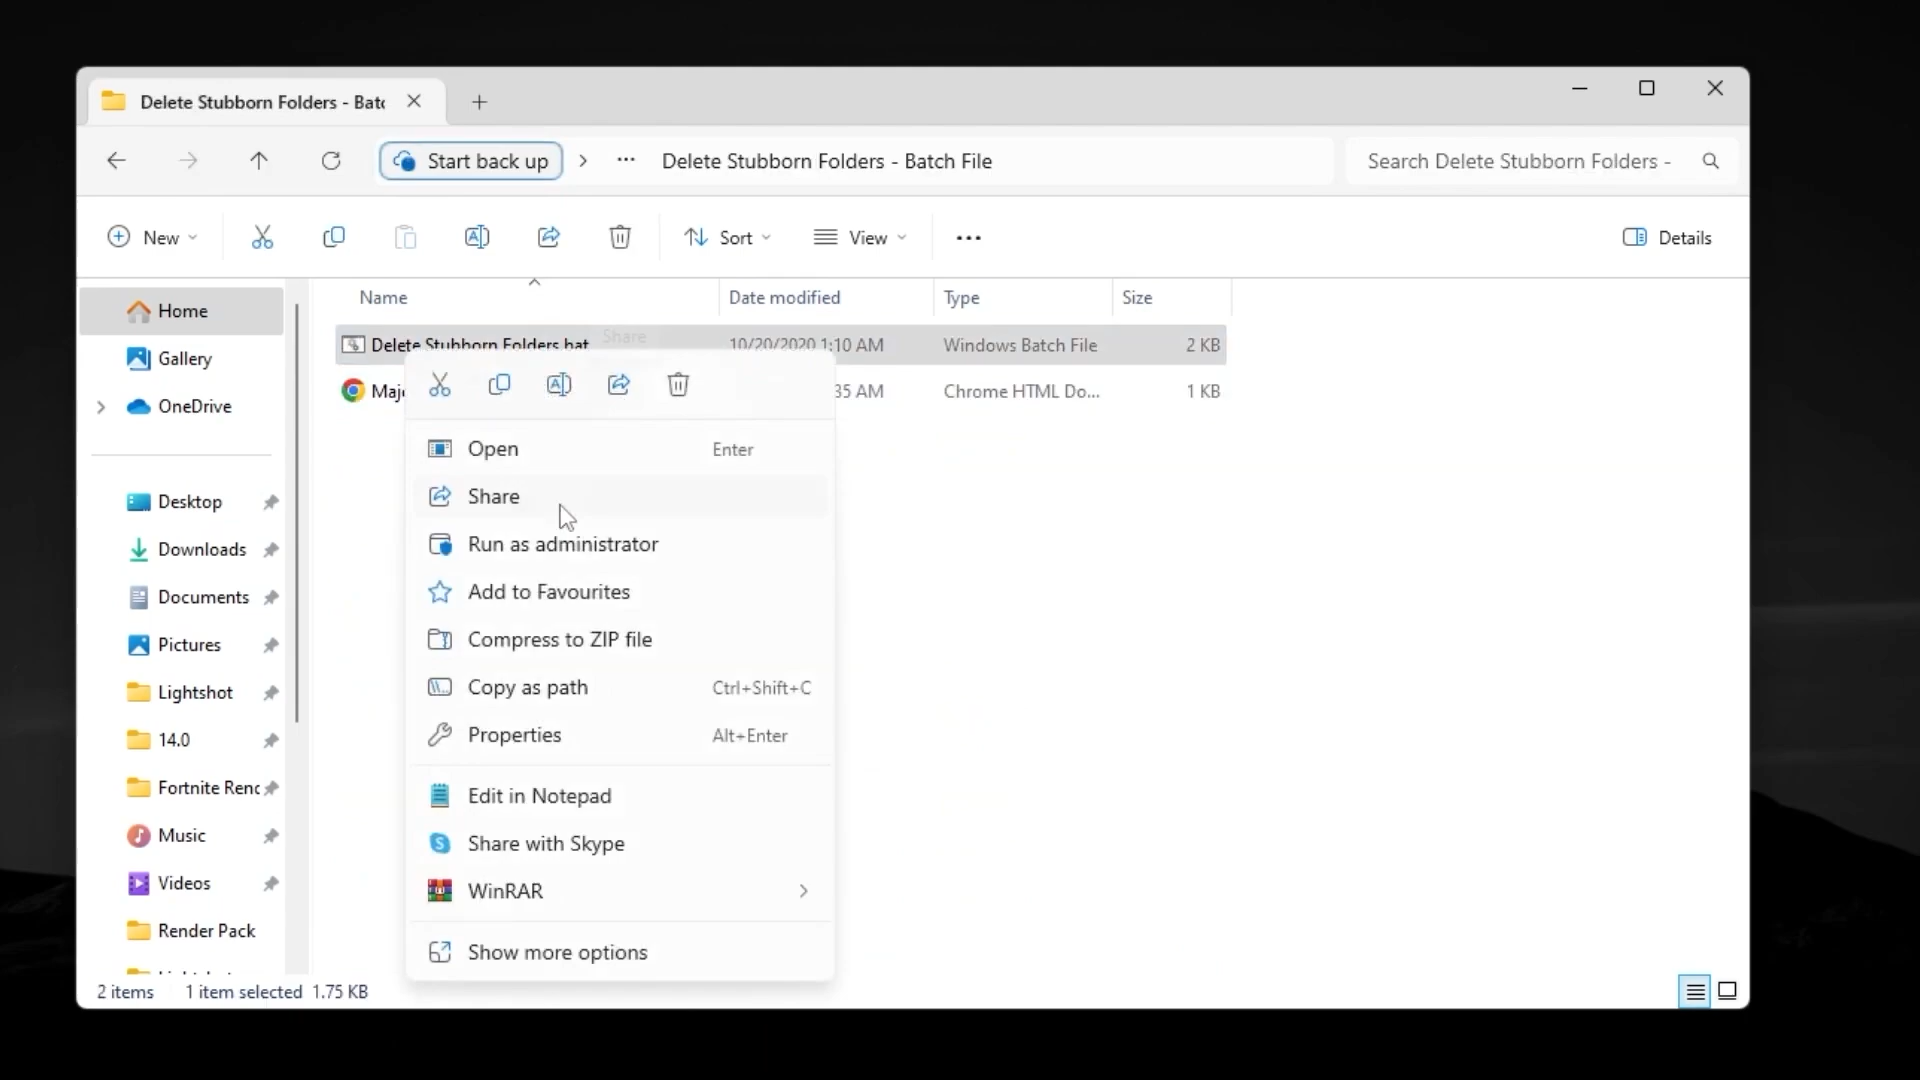 Delete Stubborn Folders - Batc
Start back up
Delete Stubborn Folders - Batch File
Search Delete Stubborn Folders -
New
Sort
View
Details
Name
Date modified
Type
Size
Home
Gallery
OneDrive
Desktop
Downloads
Documents
Pictures
Lightshot
14.0
Fortnite Renc
Music
Videos
Render Pack
Delete Stubborn Folders.bat
Share
10/20/2020 1:10 AM
Windows Batch File
2 KB
Maj
35 AM
Chrome HTML Do...
1 KB
Open Enter
Share
Run as administrator
Add to Favourites
Compress to ZIP file
Copy as path Ctrl+Shift+C
Properties Alt+Enter
Edit in Notepad
Share with Skype
WinRAR
Show more options
2 items 1 item selected 1.75 KB